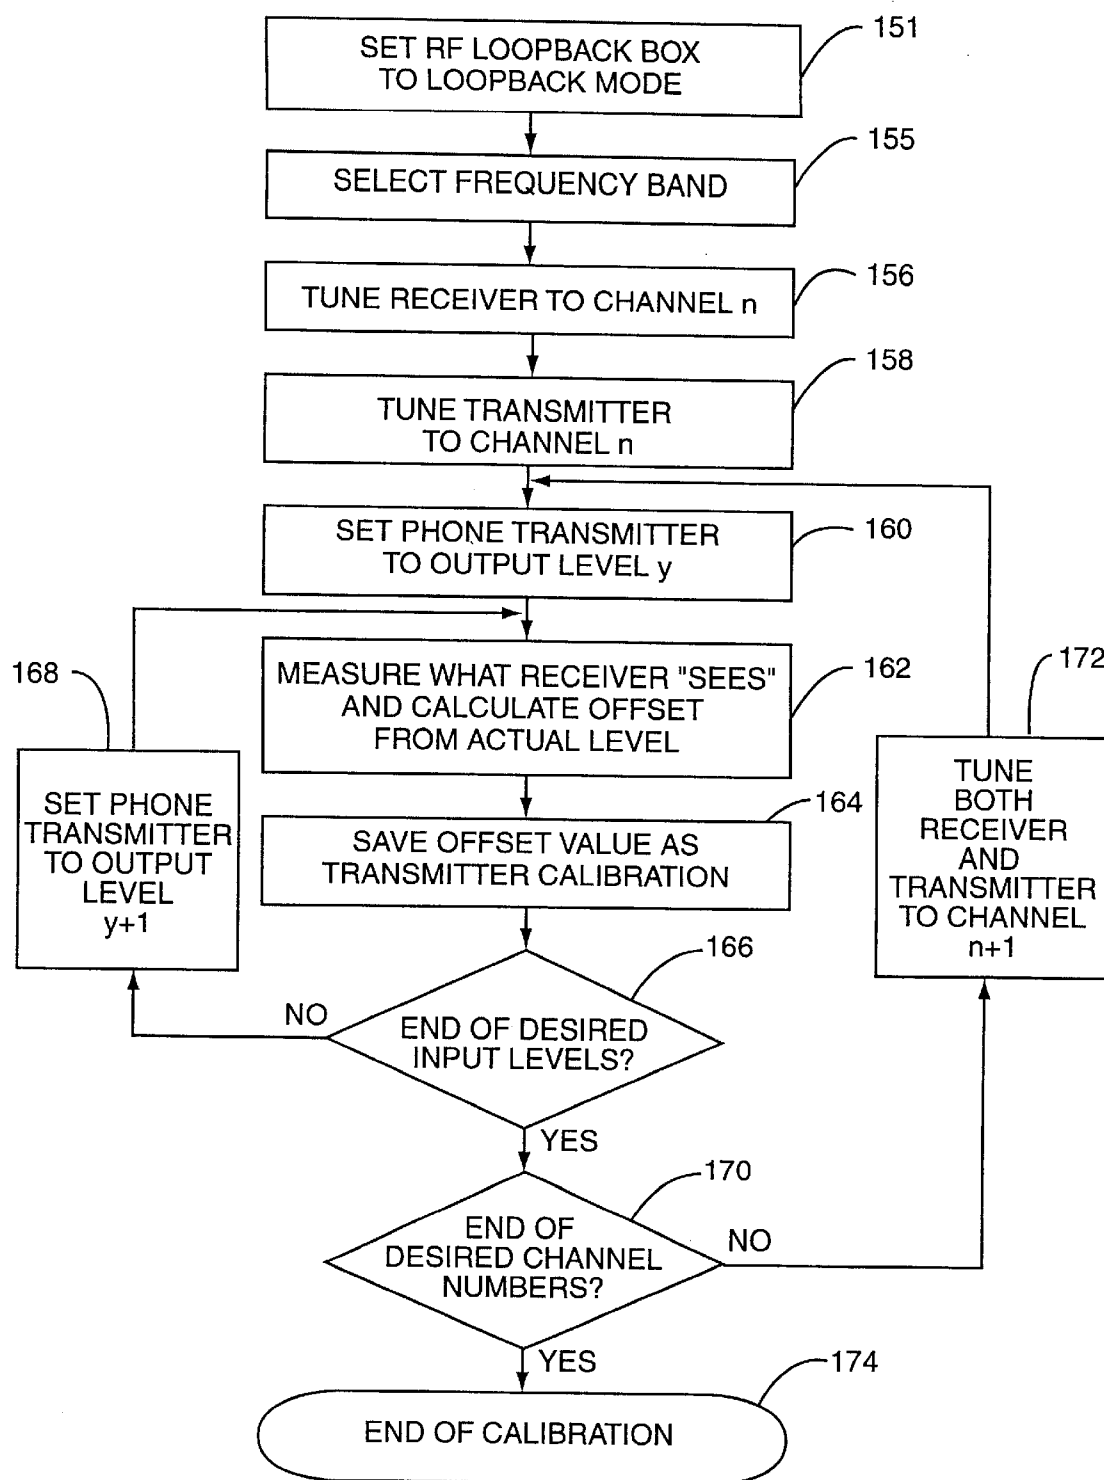 151
SET RF LOOPBACK BOX
TO LOOPBACK MODE
155
SELECT FREQUENCY BAND
156
TUNE RECEIVER TO CHANNEL n
158
TUNE TRANSMITTER
TO CHANNEL n
160
SET PHONE TRANSMITTER
TO OUTPUT LEVEL y
162
MEASURE WHAT RECEIVER "SEES"
AND CALCULATE OFFSET
FROM ACTUAL LEVEL
168
SET PHONE
TRANSMITTER
TO OUTPUT
LEVEL
y+1
172
TUNE
BOTH
RECEIVER
AND
TRANSMITTER
TO CHANNEL
n+1
164
SAVE OFFSET VALUE AS
TRANSMITTER CALIBRATION
166
NO
END OF DESIRED
INPUT LEVELS?
YES
170
END OF
DESIRED CHANNEL
NUMBERS?
NO
YES
174
END OF CALIBRATION